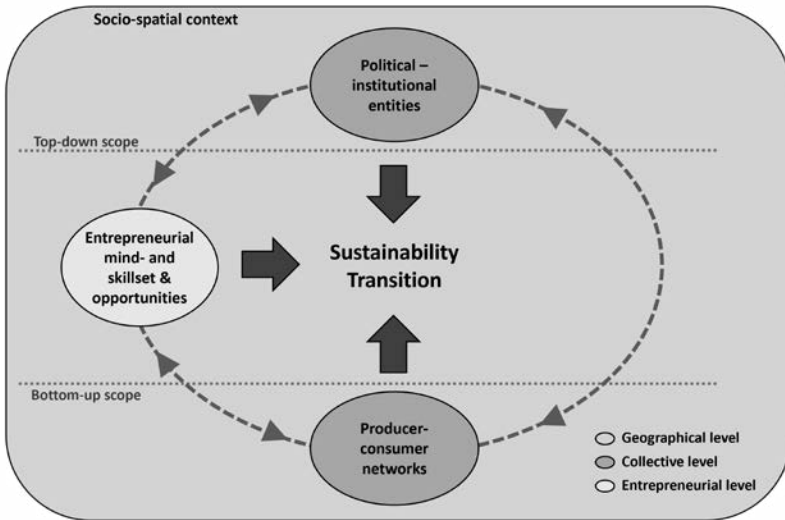 Socio-spatial context
Political –
institutional
entities
Top-down scope
Entrepreneurial
mind- and
skillset &
opportunities
Sustainability
Transition
Bottom-up scope
Producer-
consumer
networks
Geographical level
Collective level
Entrepreneurial level